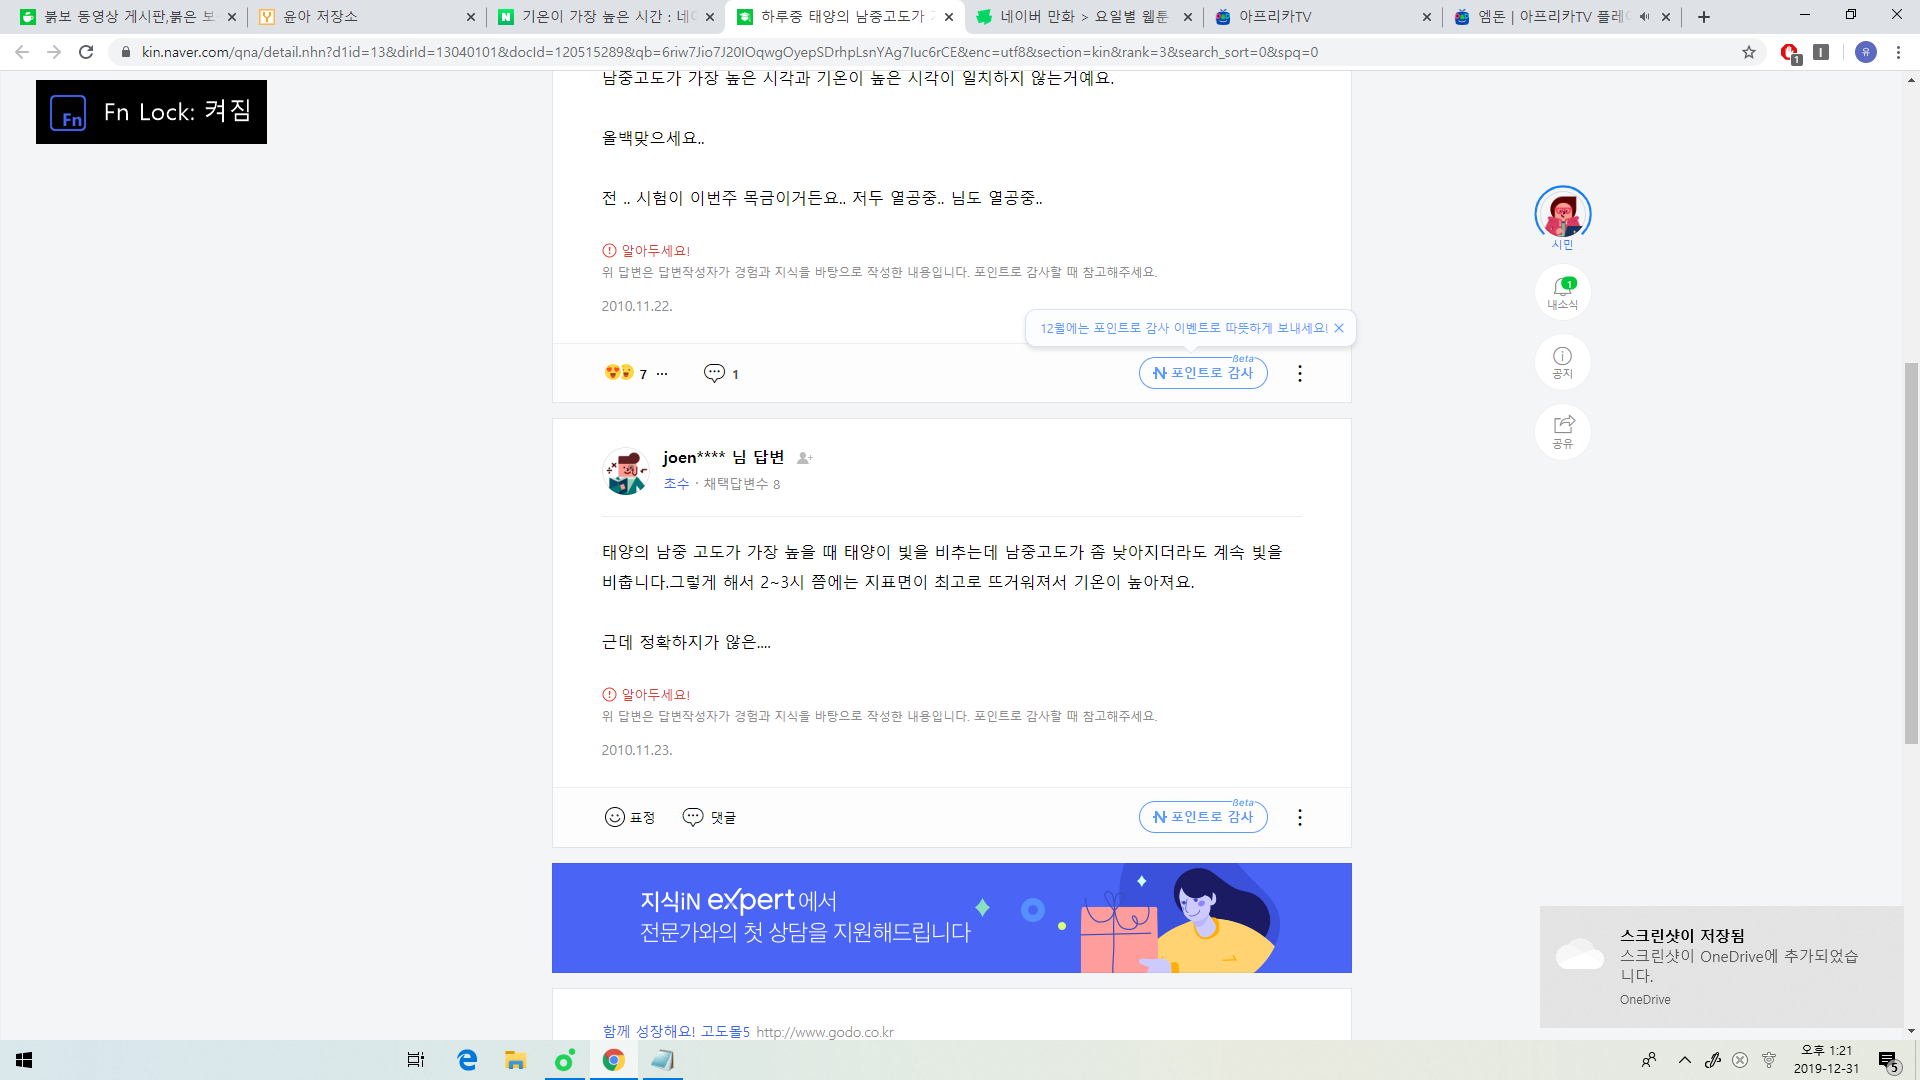 붉보 동영상 게시판,붉은 보
윤아 저장소
기온이 가장 높은 시간 : 네이
하루중 태양의 남중고도가 가
네이버 만화 > 요일별 웹툰
아프리카TV
엠돈 | 아프리카TV 플레이
kin.naver.com/qna/detail.nhn?d1id=13&dirId=13040101&docId=120515289&qb=6riw7Jio7J20IOqwgOyepSDrhpLsnYAg7Iuc6rCE&enc=utf8&section=kin&rank=3&search_sort=0&spq=0
1
유
Fn Fn Lock: 켜짐
남중고도가 가장 높은 시각과 기온이 높은 시각이 일치하지 않는거예요.
올백맞으세요..
전 .. 시험이 이번주 목금이거든요.. 저두 열공중.. 님도 열공중..
알아두세요!
위 답변은 답변작성자가 경험과 지식을 바탕으로 작성한 내용입니다. 포인트로 감사할 때 참고해주세요.
2010.11.22.
12월에는 포인트로 감사 이벤트로 따뜻하게 보내세요!
7 ··· 1
Beta
N 포인트로 감사
시민
1
내소식
공지
공유
joen**** 님 답변
초수 · 채택답변수 8
태양의 남중 고도가 가장 높을 때 태양이 빛을 비추는데 남중고도가 좀 낮아지더라도 계속 빛을
비춥니다.그렇게 해서 2~3시 쯤에는 지표면이 최고로 뜨거워져서 기온이 높아져요.
근데 정확하지가 않은....
알아두세요!
위 답변은 답변작성자가 경험과 지식을 바탕으로 작성한 내용입니다. 포인트로 감사할 때 참고해주세요.
2010.11.23.
표정 댓글
Beta
N 포인트로 감사
지식iN expert에서
전문가와의 첫 상담을 지원해드립니다
함께 성장해요! 고도몰5 http://www.godo.co.kr
스크린샷이 저장됨
스크린샷이 OneDrive에 추가되었습
니다.
OneDrive
오후 1:21
2019-12-31
5